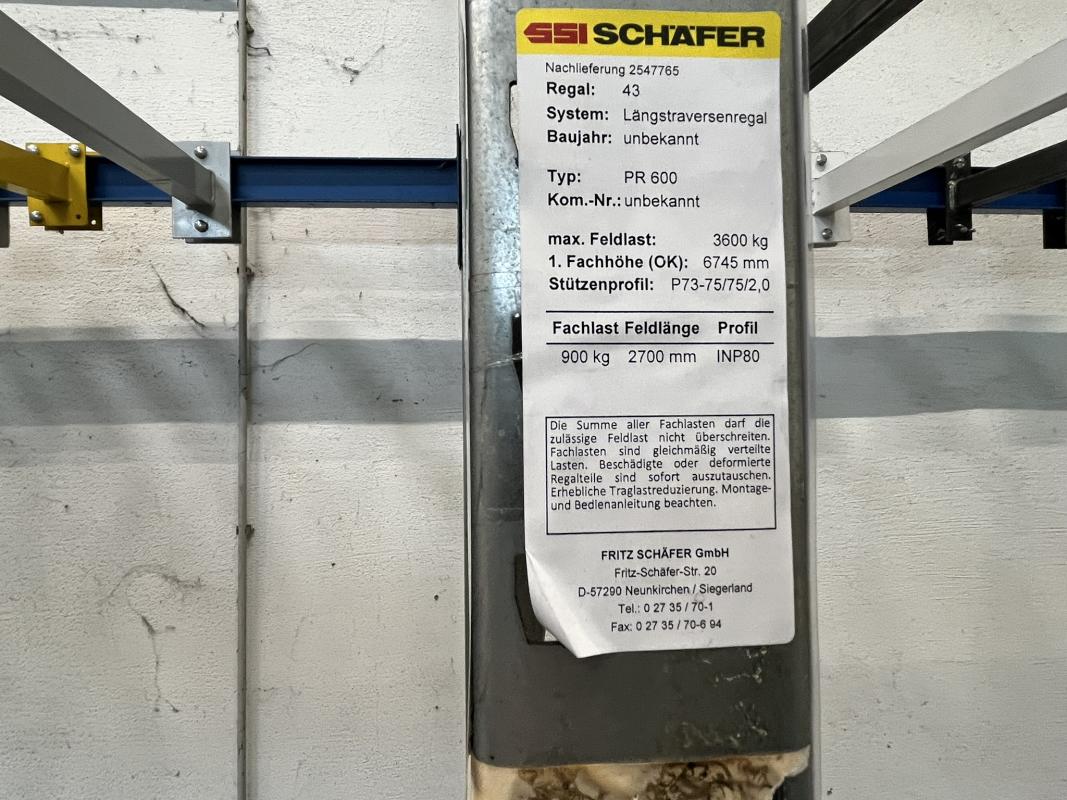 SSI SCHÄFER
Nachlieferung 2547765
Regal: 43
System: Längstraversenregal
Baujahr: unbekannt
Typ: PR 600
Kom.-Nr.: unbekannt
max. Feldlast: 3600 kg
1. Fachhöhe (OK): 6745 mm
Stützenprofil: P73-75/75/2,0
Fachlast Feldlänge Profil
900 kg 2700 mm INP80
Die Summe aller Fachlasten darf die
zulässige Feldlast nicht überschreiten.
Fachlasten sind gleichmäßig verteilte
Lasten. Beschädigte oder deformierte
Regalteile sind sofort auszutauschen.
Erhebliche Traglastreduzierung. Montage-
und Bedienanleitung beachten.
FRITZ SCHÄFER GmbH
Fritz-Schäfer-Str. 20
D-57290 Neunkirchen / Siegerland
Tel.: 0 27 35 / 70-1
Fax: 0 27 35 / 70-6 94